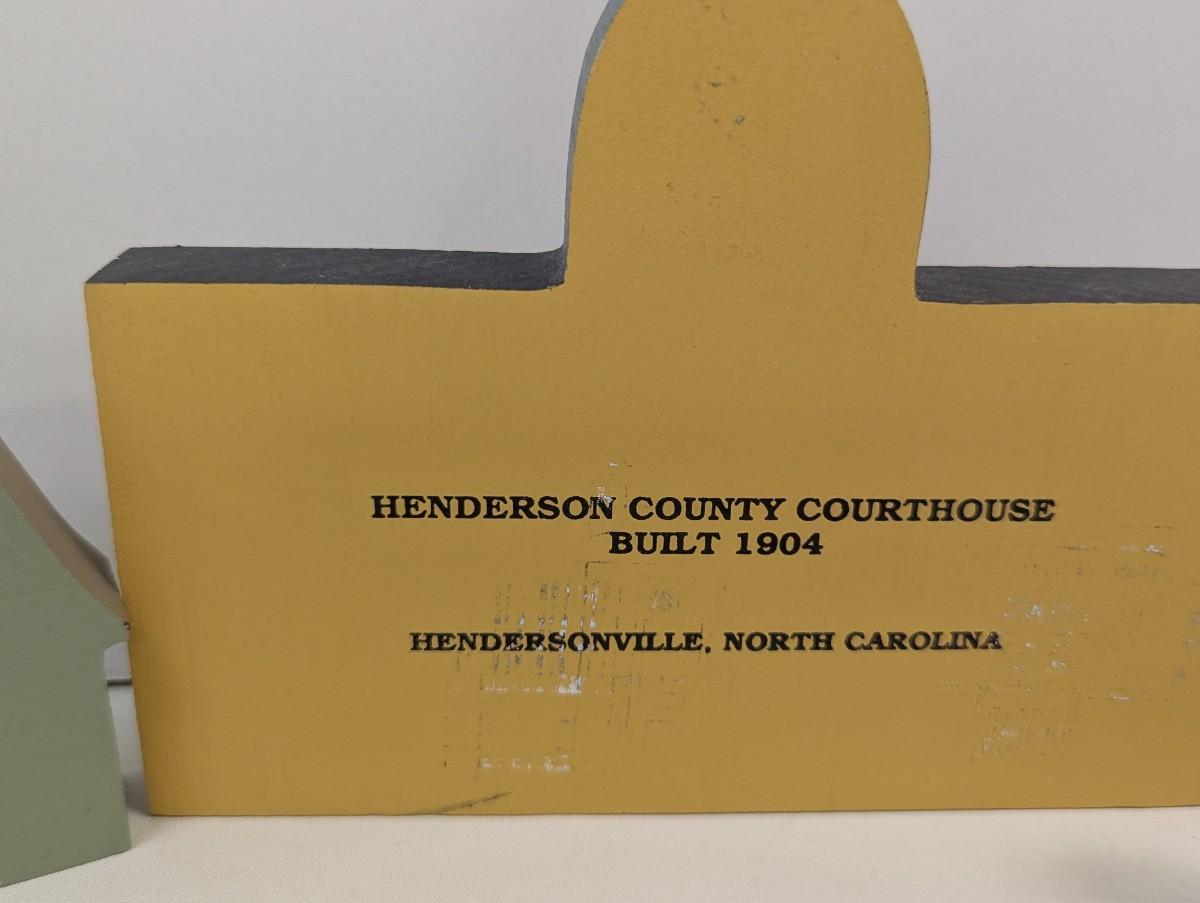 HENDERSON COUNTY COURTHOUSE
BUILT 1904
HENDERSONVILLE, NORTH CAROLINA